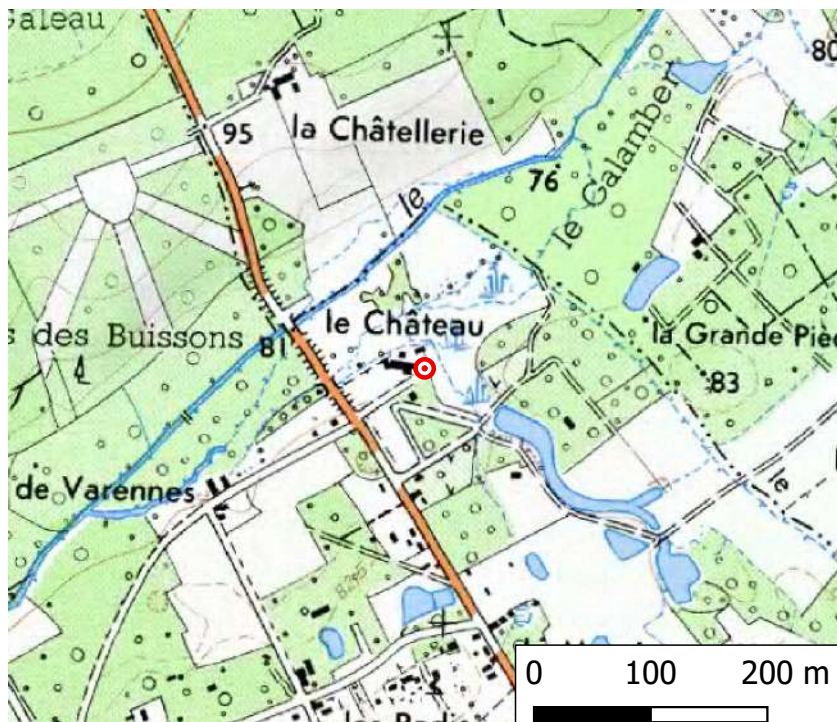 Galeau
80
95
la Châtellerie
76
le
le Galambert
le Château
s des Buissons
81
la Grande Pièc
83
de Varennes
le
0 100 200 m